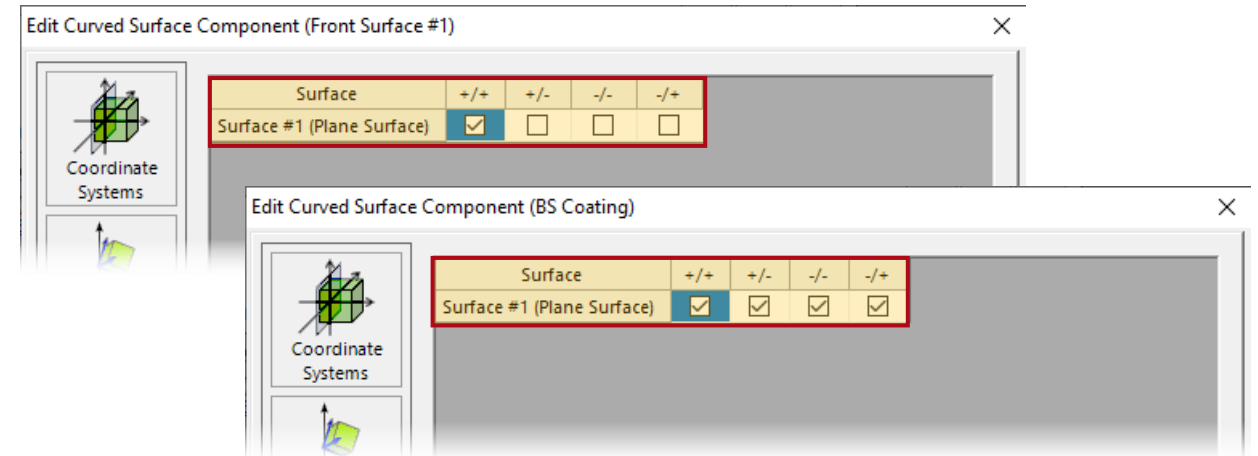 Edit Curved Surface Component (Front Surface #1)
Surface +/+ +/- -/- -/+
Surface #1 (Plane Surface)
Coordinate
Systems
Edit Curved Surface Component (BS Coating)
Surface +/+ +/- -/- -/+
Surface #1 (Plane Surface)
Coordinate
Systems